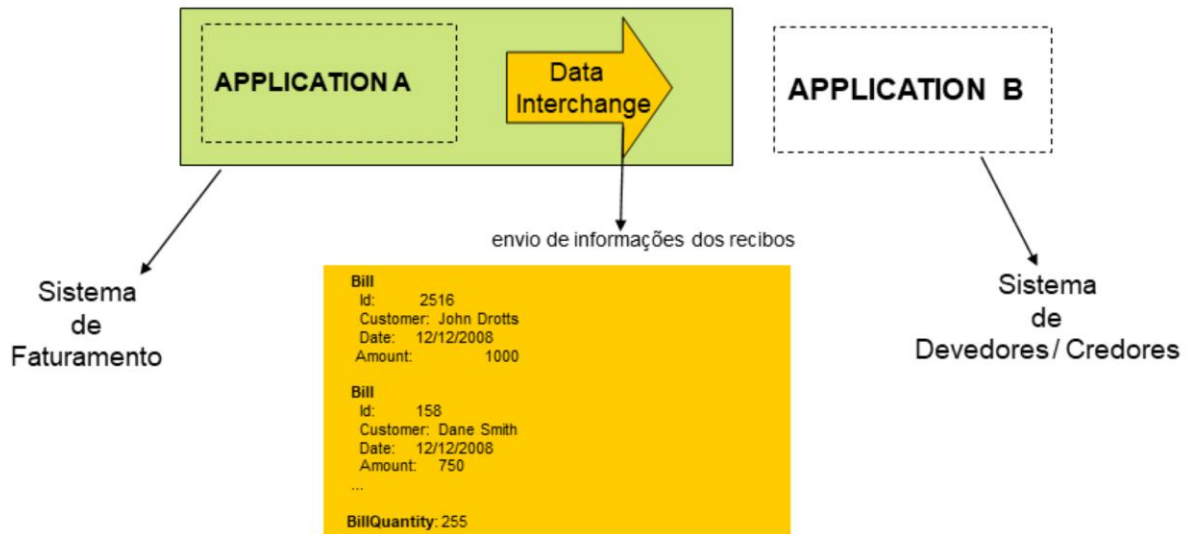 APPLICATION A
Data
Interchange
APPLICATION B
envio de informações dos recibos
Sistema
de
Faturamento
Bill
Id: 2516
Customer: John Drotts
Date: 12/12/2008
Amount: 1000
Bill
Id: 158
Customer: Dane Smith
Date: 12/12/2008
Amount: 750
...
BillQuantity: 255
Sistema
de
Devedores / Credores